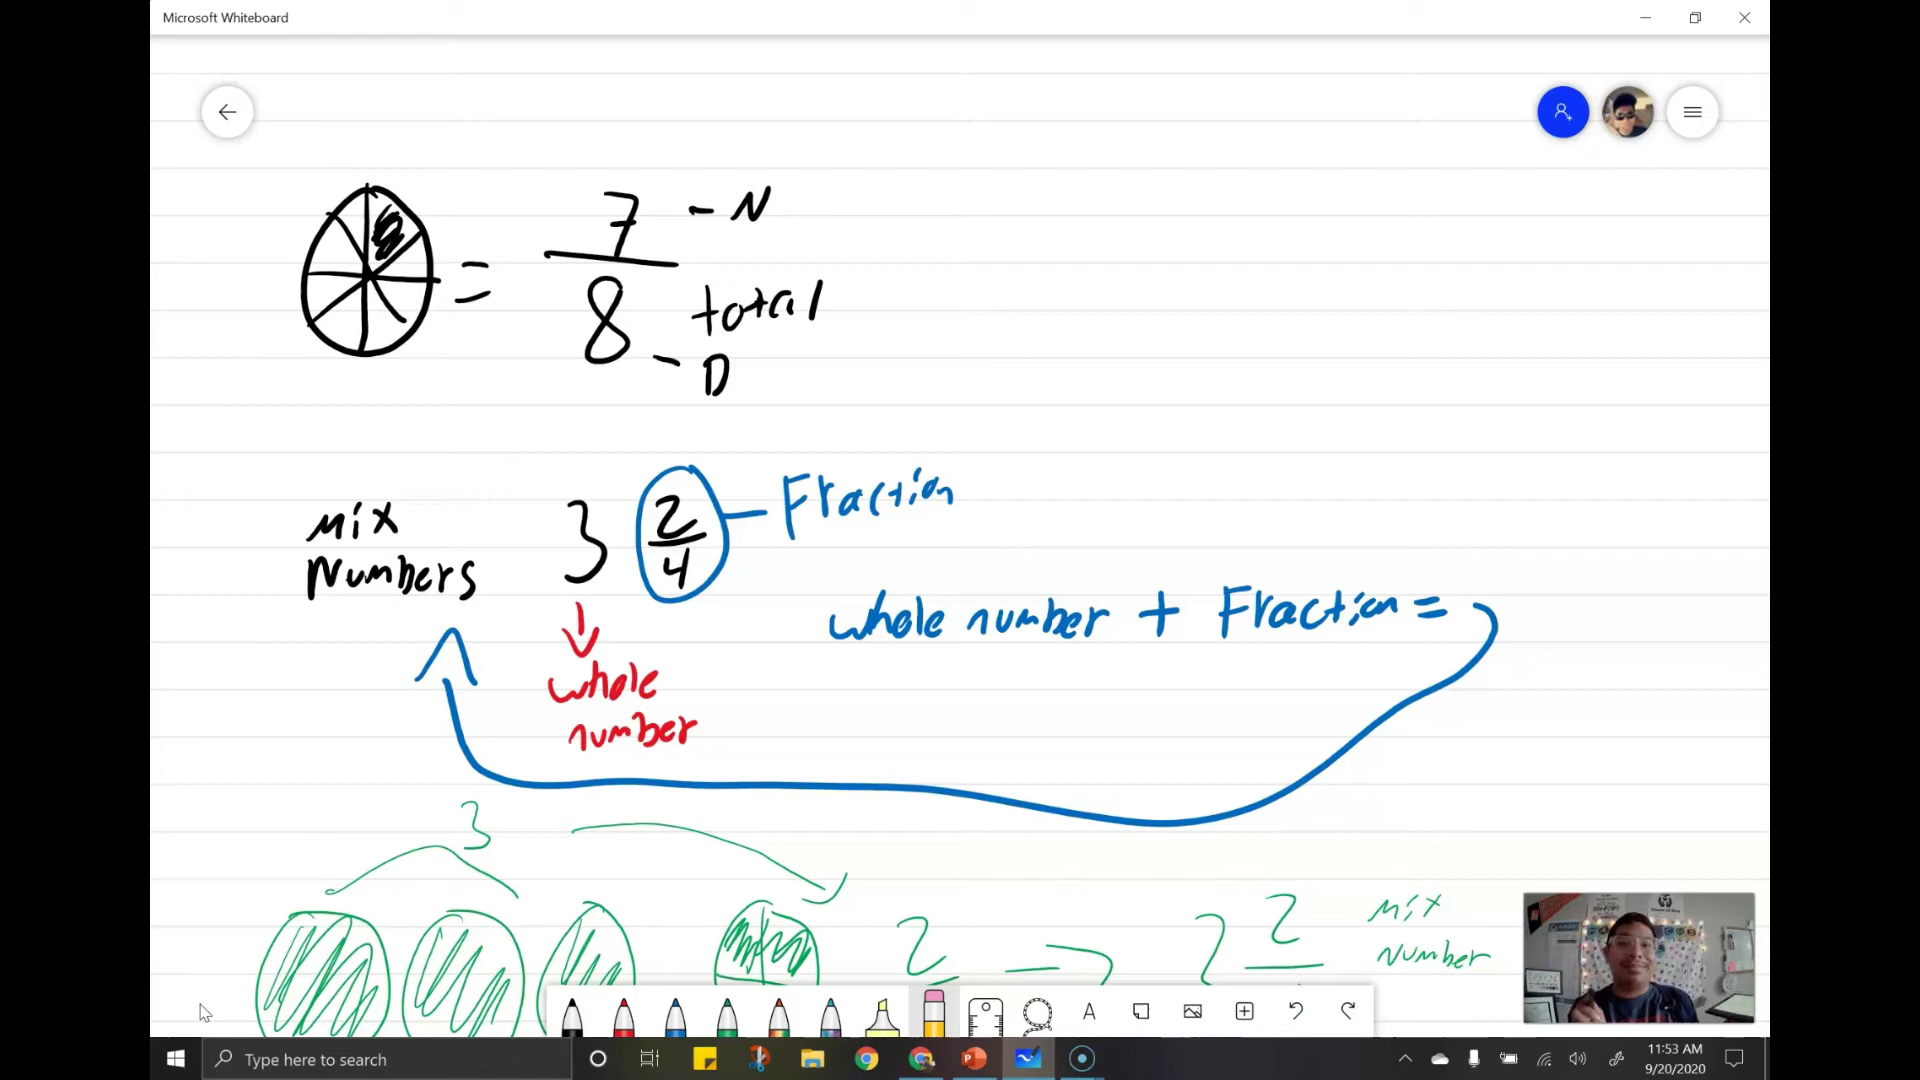 Microsoft Whiteboard
= 7/8 - N
total
- D
mix
Numbers
3 2/4 - Fraction
whole number + Fraction =
whole
number
3
2 → 3 2
mix
number
A
Type here to search
11:53 AM
9/20/2020